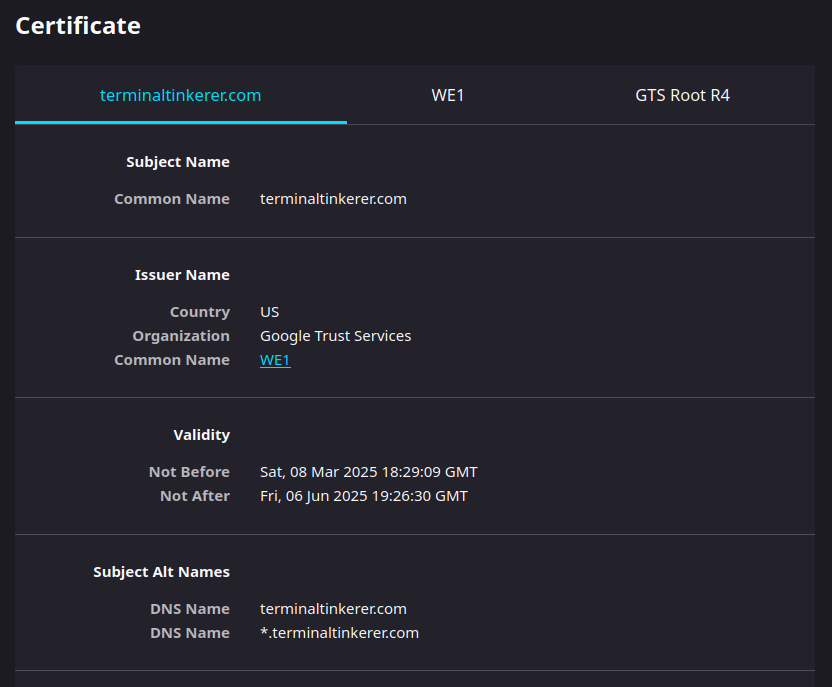 Certificate
terminaltinkerer.com WE1 GTS Root R4
Subject Name
Common Name terminaltinkerer.com
Issuer Name
Country US
Organization Google Trust Services
Common Name WE1
Validity
Not Before Sat, 08 Mar 2025 18:29:09 GMT
Not After Fri, 06 Jun 2025 19:26:30 GMT
Subject Alt Names
DNS Name terminaltinkerer.com
DNS Name *.terminaltinkerer.com